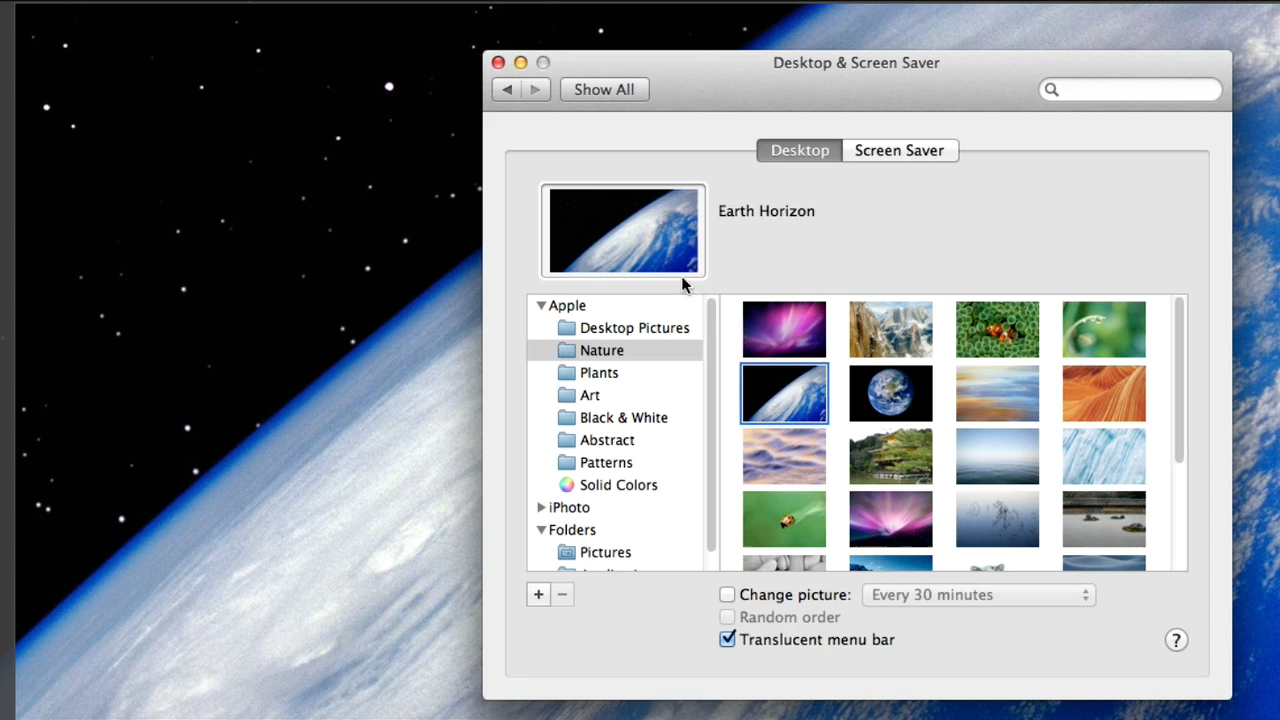 Desktop & Screen Saver
Show All
Desktop
Screen Saver
Earth Horizon
Apple
Desktop Pictures
Nature
Plants
Art
Black & White
Abstract
Patterns
Solid Colors
iPhoto
Folders
Pictures
+ −
Change picture: Every 30 minutes
Random order
Translucent menu bar
?